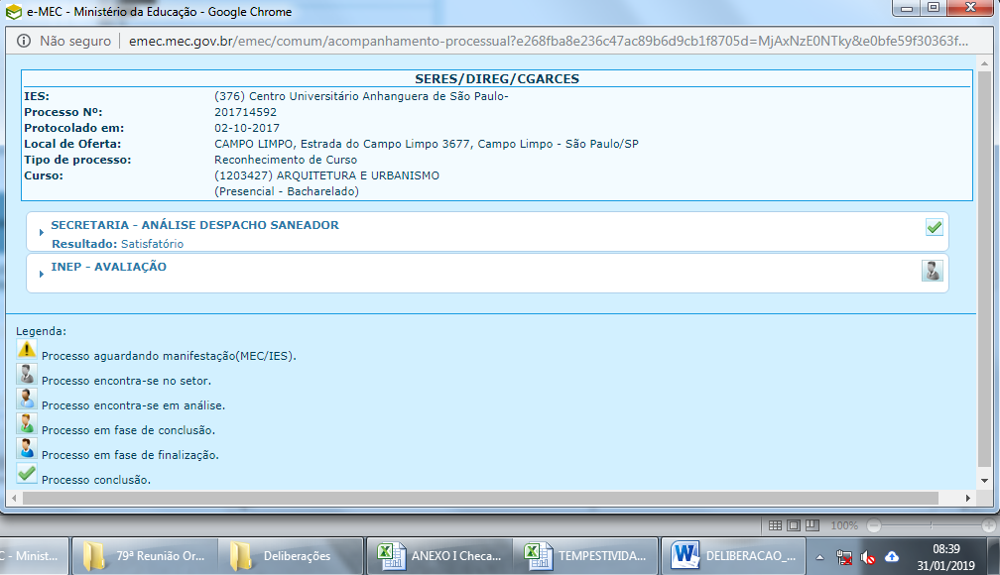 e-MEC - Ministério da Educação - Google Chrome
Não seguro | emec.mec.gov.br/emec/comum/acompanhamento-processual?e268fba8e236c47ac89b6d9cb1f8705d=MjAxNzE0NTky&e0bfe59f30363f...
SERES/DIREG/CGARCES
IES: (376) Centro Universitário Anhanguera de São Paulo-
Processo Nº: 201714592
Protocolado em: 02-10-2017
Local de Oferta: CAMPO LIMPO, Estrada do Campo Limpo 3677, Campo Limpo - São Paulo/SP
Tipo de processo: Reconhecimento de Curso
Curso: (1203427) ARQUITETURA E URBANISMO
(Presencial - Bacharelado)
SECRETARIA - ANÁLISE DESPACHO SANEADOR
Resultado: Satisfatório
INEP - AVALIAÇÃO
Legenda:
Processo aguardando manifestação(MEC/IES).
Processo encontra-se no setor.
Processo encontra-se em análise.
Processo em fase de conclusão.
Processo em fase de finalização.
Processo conclusão.
100%
C - Minist... 79ª Reunião Or... Deliberações ANEXO I Checa... TEMPESTIVIDA... DELIBERACAO_... 08:39
31/01/2019